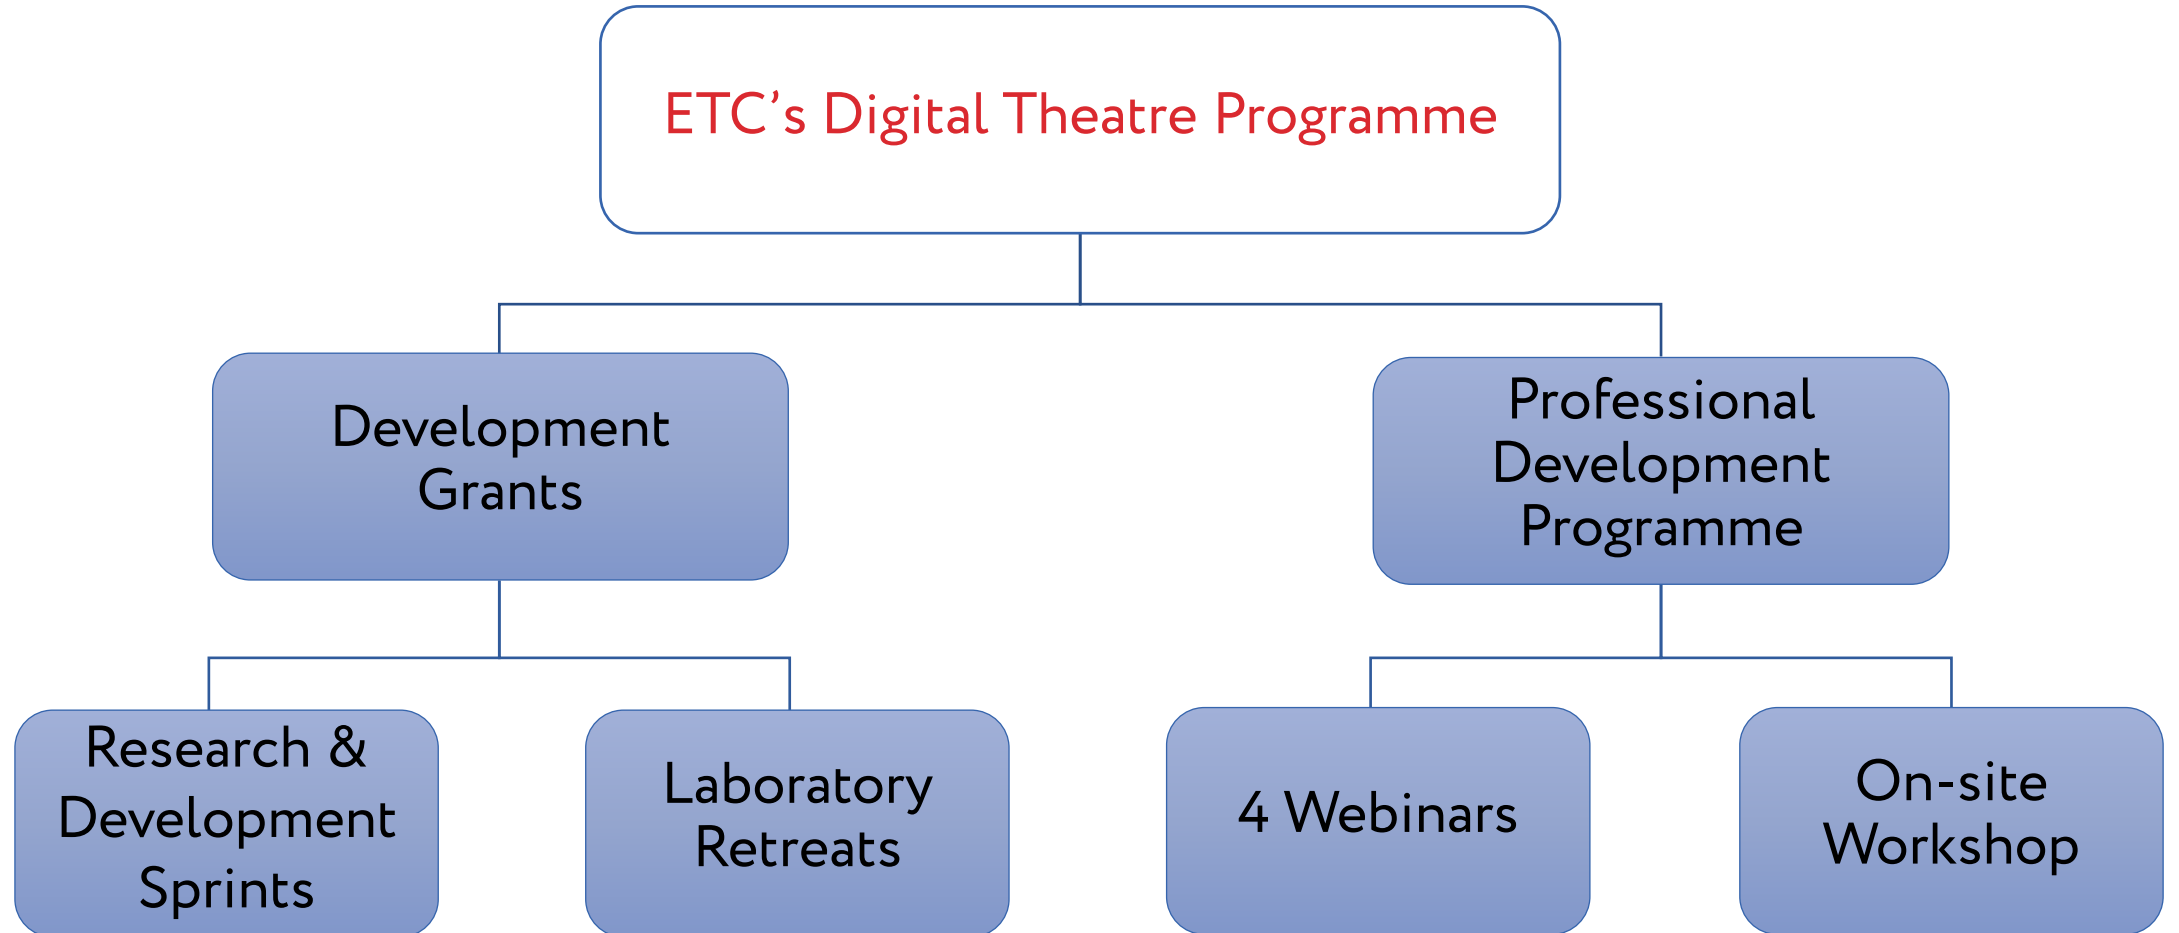 ETC’s Digital Theatre Programme
Development
Grants
Professional
Development
Programme
Research &
Development
Sprints
Laboratory
Retreats
4 Webinars
On-site
Workshop